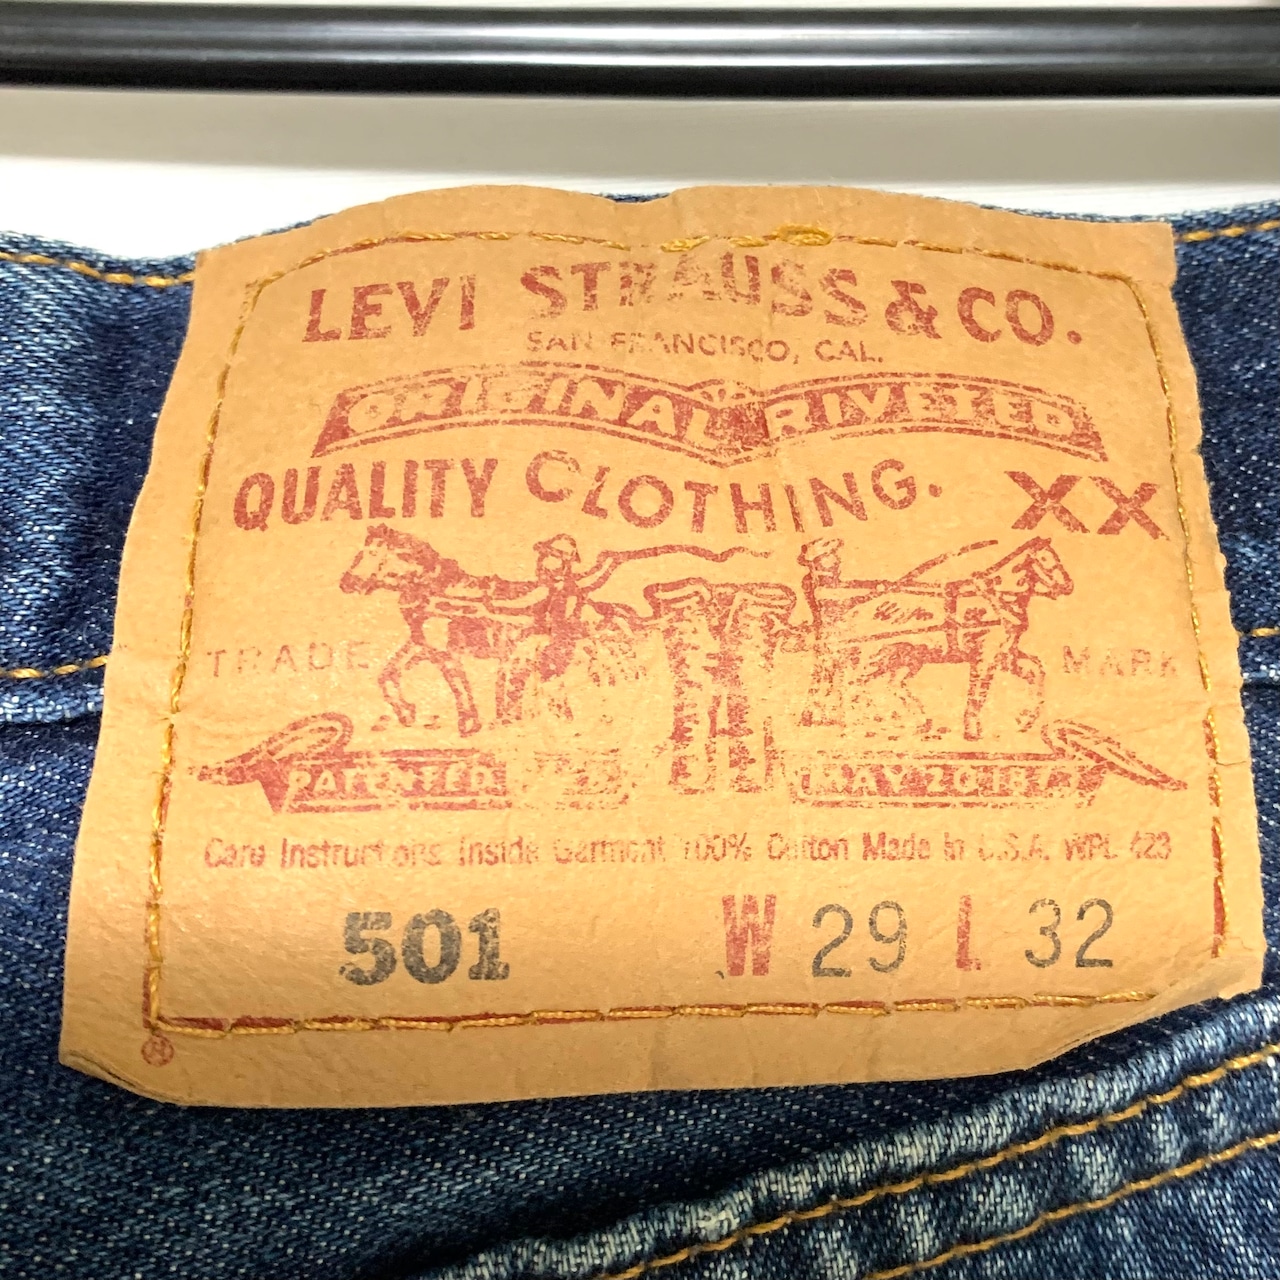 LEVI STRAUSS & CO.
SAN FRANCISCO, CAL.
ORIGINAL RIVETED
QUALITY CLOTHING. XX
TRADE MARK
PATENTED MAY 20 1873
Care Instructions Inside Garment 100% Cotton Made In U.S.A. WPL 423
501 W 29 L 32
®